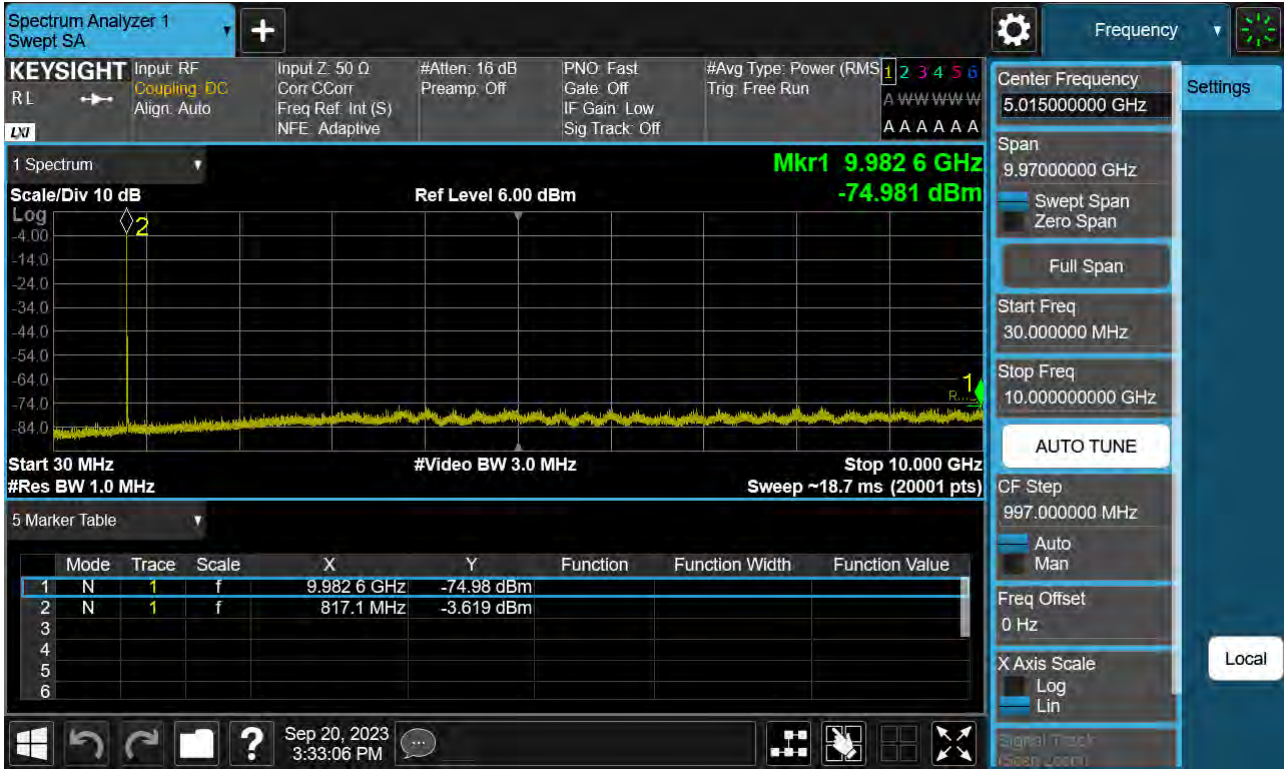 Spectrum Analyzer 1
Swept SA
+
Frequency
KEYSIGHT
RL
LXI
Input: RF
Coupling: DC
Align: Auto
Input Z: 50 Ω
Corr CCorr
Freq Ref: Int (S)
NFE: Adaptive
#Atten: 16 dB
Preamp: Off
PNO: Fast
Gate: Off
IF Gain: Low
Sig Track: Off
#Avg Type: Power (RMS
Trig: Free Run
1 2 3 4 5 6
A W W W W W
A A A A A A
Center Frequency
5.015000000 GHz
Settings
Span
9.97000000 GHz
Swept Span
Zero Span
Full Span
Start Freq
30.000000 MHz
Stop Freq
10.000000000 GHz
AUTO TUNE
CF Step
997.000000 MHz
Auto
Man
Freq Offset
0 Hz
X Axis Scale
Log
Lin
Signal Track
(Span Zoom)
Local
1 Spectrum
Mkr1 9.982 6 GHz
Scale/Div 10 dB
Ref Level 6.00 dBm
-74.981 dBm
Log
2
-4.00
-14.0
-24.0
-34.0
-44.0
-54.0
-64.0
1
-74.0
-84.0
Start 30 MHz
#Video BW 3.0 MHz
Stop 10.000 GHz
#Res BW 1.0 MHz
Sweep ~18.7 ms (20001 pts)
5 Marker Table
Mode Trace Scale X Y Function Function Width Function Value
1 N 1 f 9.982 6 GHz -74.98 dBm
2 N 1 f 817.1 MHz -3.619 dBm
3
4
5
6
?
Sep 20, 2023
3:33:06 PM